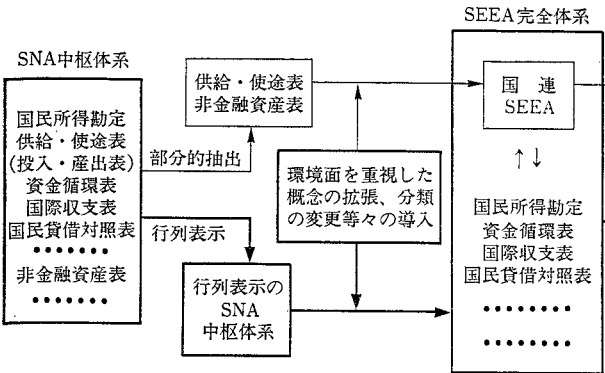 SNA中枢体系
国民所得勘定
供給・使途表
(投入・産出表)
資金循環表
国際収支表
国民貸借対照表
•••••••
非金融資産表
•••••••
部分的抽出
行列表示
供給・使途表
非金融資産表
環境面を重視した
概念の拡張、分類
の変更等々の導入
行列表示の
SNA
中枢体系
SEEA完全体系
国連
SEEA
↑↓
国民所得勘定
資金循環表
国際収支表
国民貸借対照表
••••••••
••••••••